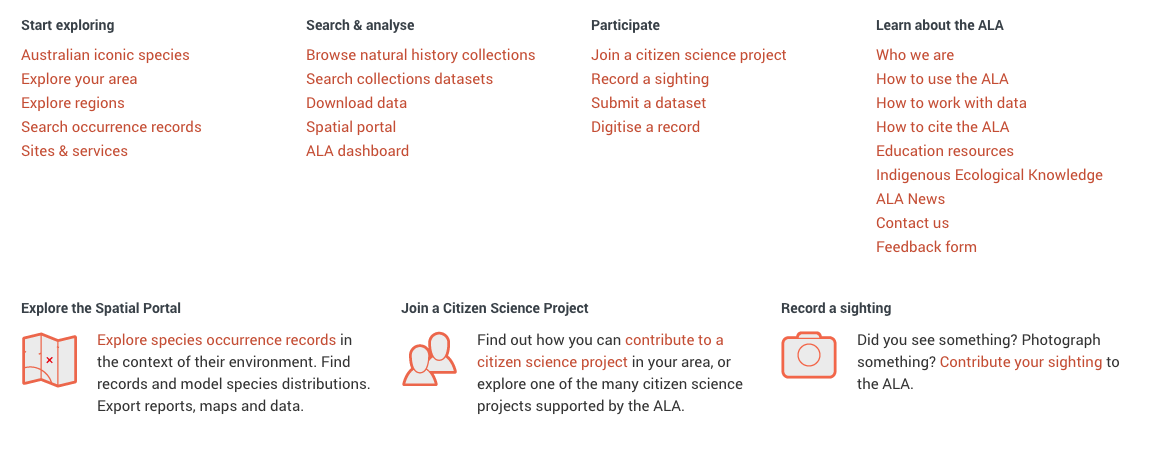 Start exploring
Australian iconic species
Explore your area
Explore regions
Search occurrence records
Sites & services
Search & analyse
Browse natural history collections
Search collections datasets
Download data
Spatial portal
ALA dashboard
Participate
Join a citizen science project
Record a sighting
Submit a dataset
Digitise a record
Learn about the ALA
Who we are
How to use the ALA
How to work with data
How to cite the ALA
Education resources
Indigenous Ecological Knowledge
ALA News
Contact us
Feedback form
Explore the Spatial Portal
Explore species occurrence records in
the context of their environment. Find
records and model species distributions.
Export reports, maps and data.
Join a Citizen Science Project
Find out how you can contribute to a
citizen science project in your area, or
explore one of the many citizen science
projects supported by the ALA.
Record a sighting
Did you see something? Photograph
something? Contribute your sighting to
the ALA.